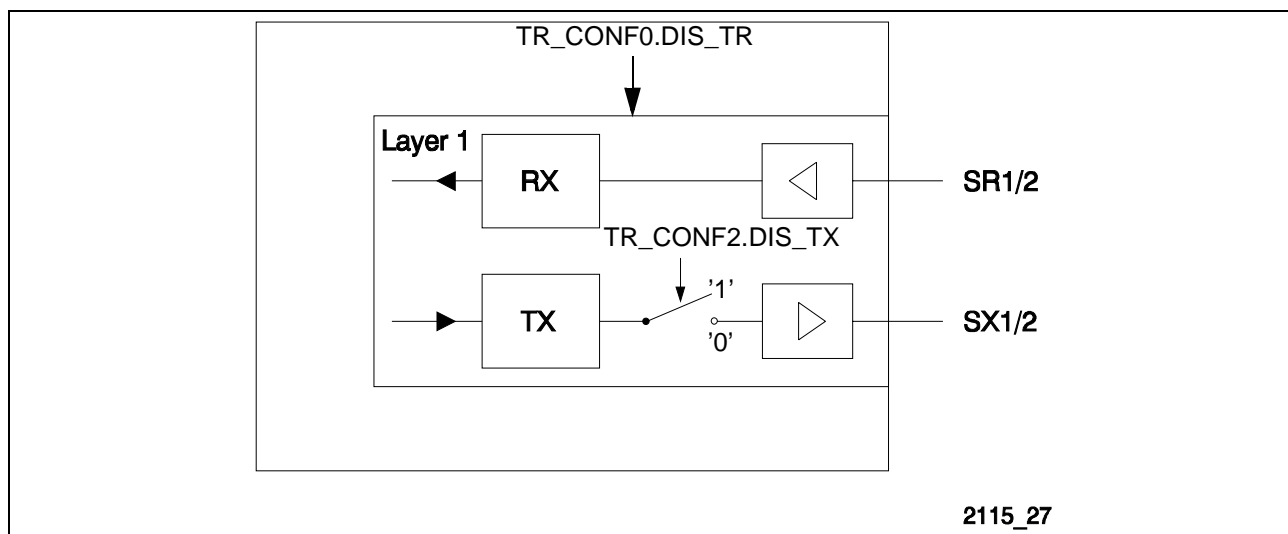 TR_CONF0.DIS_TR
Layer 1
RX
SR1/2
TR_CONF2.DIS_TX
TX
’1’
’0’
SX1/2
2115_27